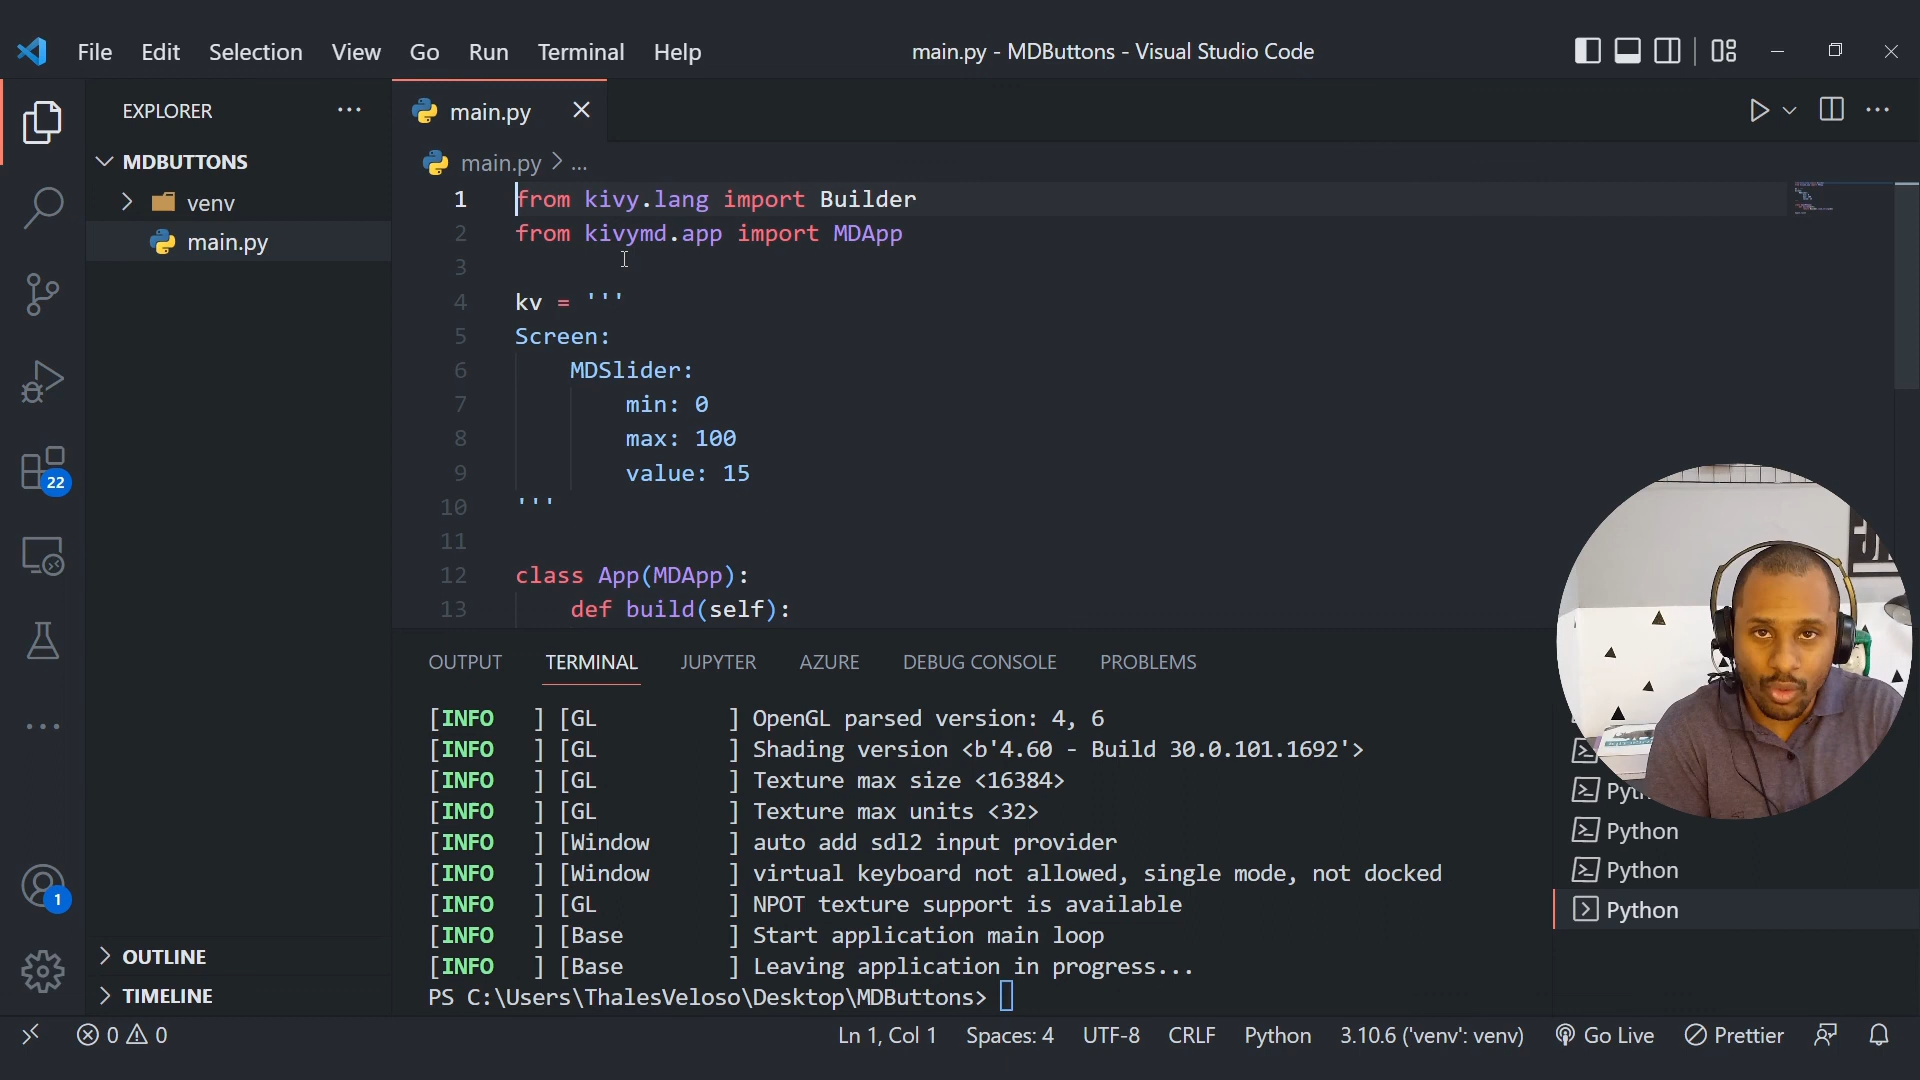 File Edit Selection View Go Run Terminal Help
main.py - MDButtons - Visual Studio Code
EXPLORER
MDBUTTONS
venv
main.py
22
1
OUTLINE
TIMELINE
main.py
main.py > ...
1 from kivy.lang import Builder
2 from kivymd.app import MDApp
3
4 kv = '''
5 Screen:
6 MDSlider:
7 min: 0
8 max: 100
9 value: 15
10 '''
11
12 class App(MDApp):
13 def build(self):
OUTPUT TERMINAL JUPYTER AZURE DEBUG CONSOLE PROBLEMS
[INFO ] [GL ] OpenGL parsed version: 4, 6
[INFO ] [GL ] Shading version <b'4.60 - Build 30.0.101.1692'>
[INFO ] [GL ] Texture max size <16384>
[INFO ] [GL ] Texture max units <32>
[INFO ] [Window ] auto add sdl2 input provider
[INFO ] [Window ] virtual keyboard not allowed, single mode, not docked
[INFO ] [GL ] NPOT texture support is available
[INFO ] [Base ] Start application main loop
[INFO ] [Base ] Leaving application in progress...
PS C:\Users\ThalesVeloso\Desktop\MDButtons>
Python
Python
Python
0 0
Ln 1, Col 1 Spaces: 4 UTF-8 CRLF Python 3.10.6 ('venv': venv) Go Live Prettier